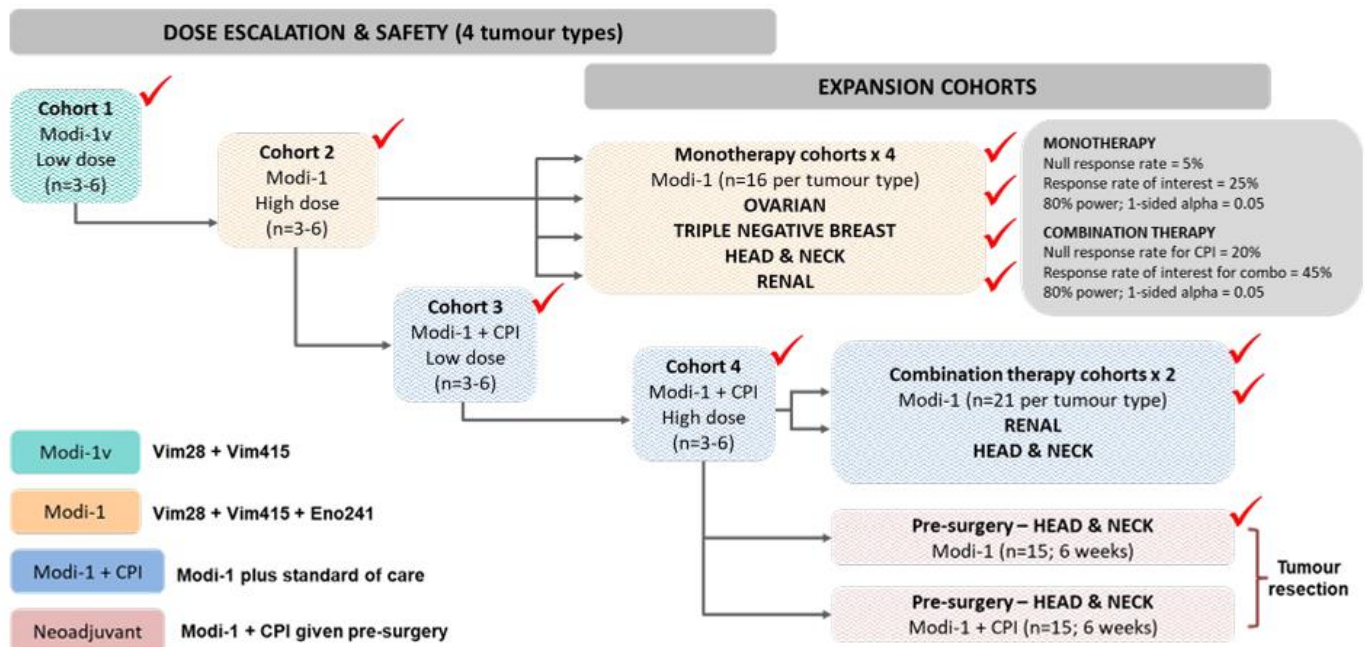 DOSE ESCALATION & SAFETY (4 tumour types)
EXPANSION COHORTS
Cohort 1
Modi-1v
Low dose
(n=3-6)
Cohort 2
Modi-1
High dose
(n=3-6)
Monotherapy cohorts x 4
Modi-1 (n=16 per tumour type)
OVARIAN
TRIPLE NEGATIVE BREAST
HEAD & NECK
RENAL
MONOTHERAPY
Null response rate = 5%
Response rate of interest = 25%
80% power; 1-sided alpha = 0.05
COMBINATION THERAPY
Null response rate for CPI = 20%
Response rate of interest for combo = 45%
80% power; 1-sided alpha = 0.05
Cohort 3
Modi-1 + CPI
Low dose
(n=3-6)
Cohort 4
Modi-1 + CPI
High dose
(n=3-6)
Combination therapy cohorts x 2
Modi-1 (n=21 per tumour type)
RENAL
HEAD & NECK
Pre-surgery – HEAD & NECK
Modi-1 (n=15; 6 weeks)
Pre-surgery – HEAD & NECK
Modi-1 + CPI (n=15; 6 weeks)
Tumour
resection
Modi-1v Vim28 + Vim415
Modi-1 Vim28 + Vim415 + Eno241
Modi-1 + CPI Modi-1 plus standard of care
Neoadjuvant Modi-1 + CPI given pre-surgery